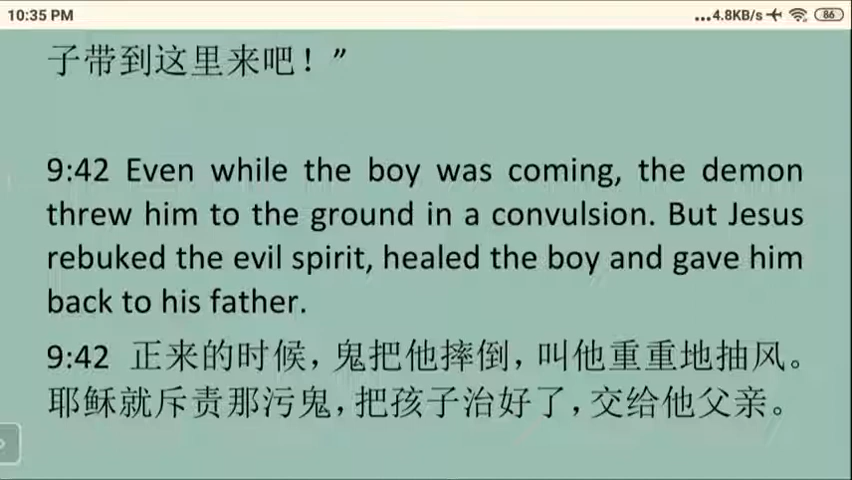 10:35 PM ...4.8KB/s 86
子带到这里来吧！”
9:42 Even while the boy was coming, the demon
threw him to the ground in a convulsion. But Jesus
rebuked the evil spirit, healed the boy and gave him
back to his father.
9:42 正来的时候，鬼把他摔倒，叫他重重地抽风。
耶稣就斥责那污鬼，把孩子治好了，交给他父亲。